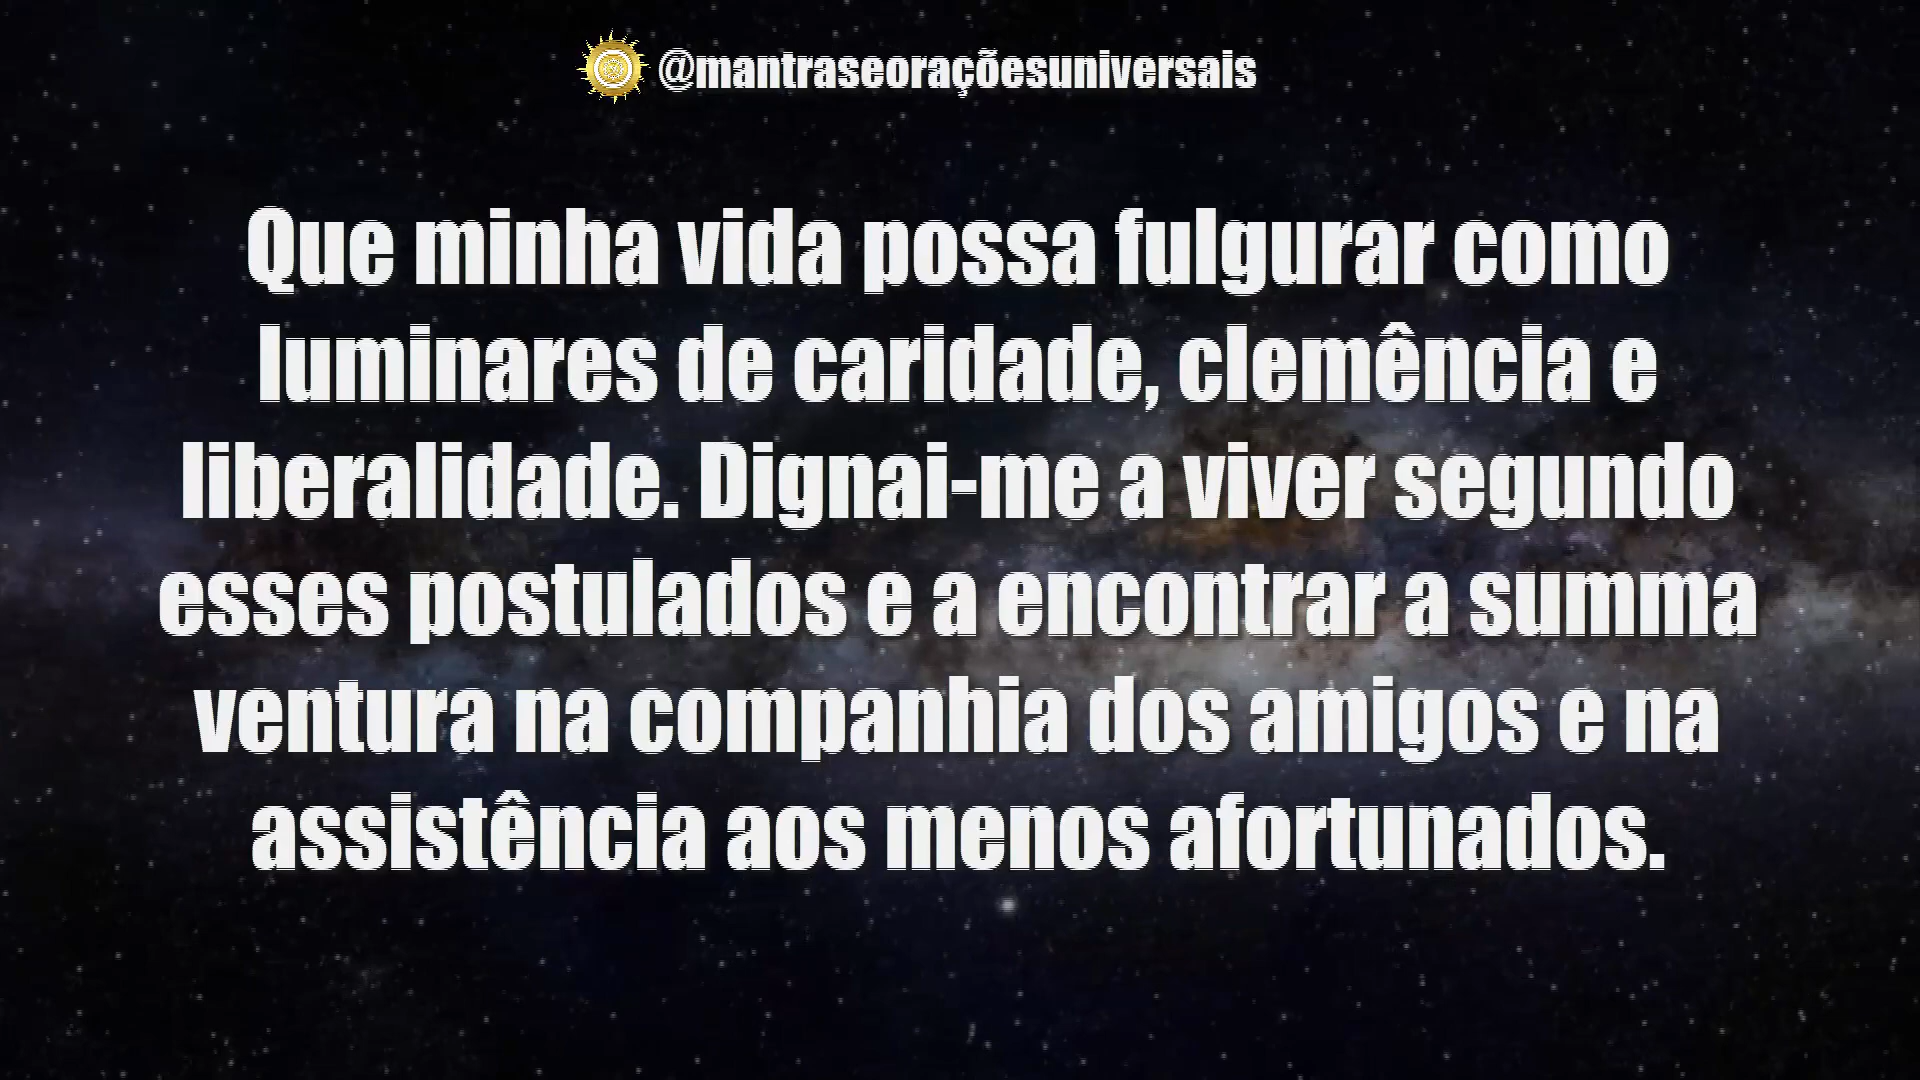 @mantraseoraçõesuniversais
Que minha vida possa fulgurar como
luminares de caridade, clemência e
liberalidade. Dignai-me a viver segundo
esses postulados e a encontrar a summa
ventura na companhia dos amigos e na
assistência aos menos afortunados.